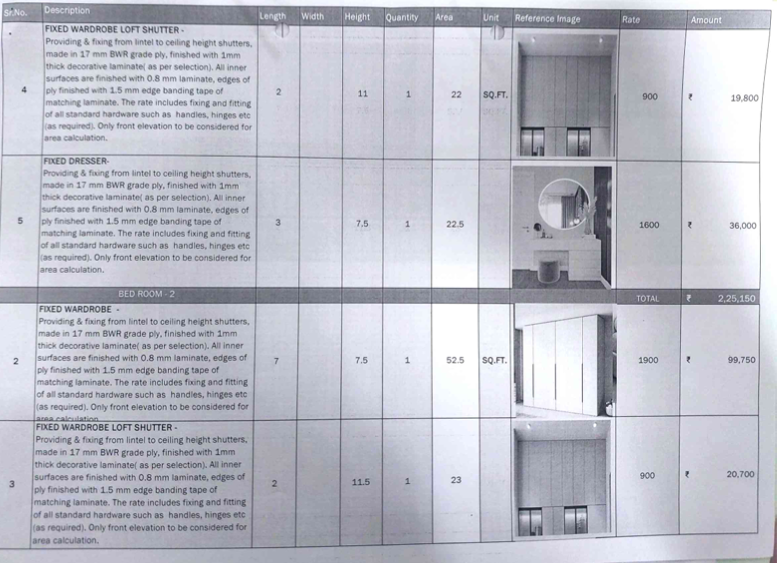 Sr.No. Description Length Width Height Quantity Area Unit Reference Image Rate Amount
FIXED WARDROBE LOFT SHUTTER -
Providing & fixing from lintel to ceiling height shutters,
made in 17 mm BWR grade ply, finished with 1mm
thick decorative laminate( as per selection). All inner
surfaces are finished with 0.8 mm laminate, edges of
4 ply finished with 1.5 mm edge banding tape of 2 11 1 22 SQ.FT. 900 ₹ 19,800
matching laminate. The rate includes fixing and fitting
of all standard hardware such as handles, hinges etc
(as required). Only front elevation to be considered for
area calculation.
FIXED DRESSER-
Providing & fixing from lintel to ceiling height shutters,
made in 17 mm BWR grade ply, finished with 1mm
thick decorative laminate( as per selection). All inner
surfaces are finished with 0.8 mm laminate, edges of
5 ply finished with 1.5 mm edge banding tape of 3 7.5 1 22.5 1600 ₹ 36,000
matching laminate. The rate includes fixing and fitting
of all standard hardware such as handles, hinges etc
(as required). Only front elevation to be considered for
area calculation.
BED ROOM - 2 TOTAL ₹ 2,25,150
FIXED WARDROBE -
Providing & fixing from lintel to ceiling height shutters,
made in 17 mm BWR grade ply, finished with 1mm
thick decorative laminate( as per selection). All inner
2 surfaces are finished with 0.8 mm laminate, edges of 7 7.5 1 52.5 SQ.FT. 1900 ₹ 99,750
ply finished with 1.5 mm edge banding tape of
matching laminate. The rate includes fixing and fitting
of all standard hardware such as handles, hinges etc
(as required). Only front elevation to be considered for
area calculation
FIXED WARDROBE LOFT SHUTTER -
Providing & fixing from lintel to ceiling height shutters,
made in 17 mm BWR grade ply, finished with 1mm
thick decorative laminate( as per selection). All inner
surfaces are finished with 0.8 mm laminate, edges of
3 ply finished with 1.5 mm edge banding tape of 2 11.5 1 23 900 ₹ 20,700
matching laminate. The rate includes fixing and fitting
of all standard hardware such as handles, hinges etc
(as required). Only front elevation to be considered for
area calculation.